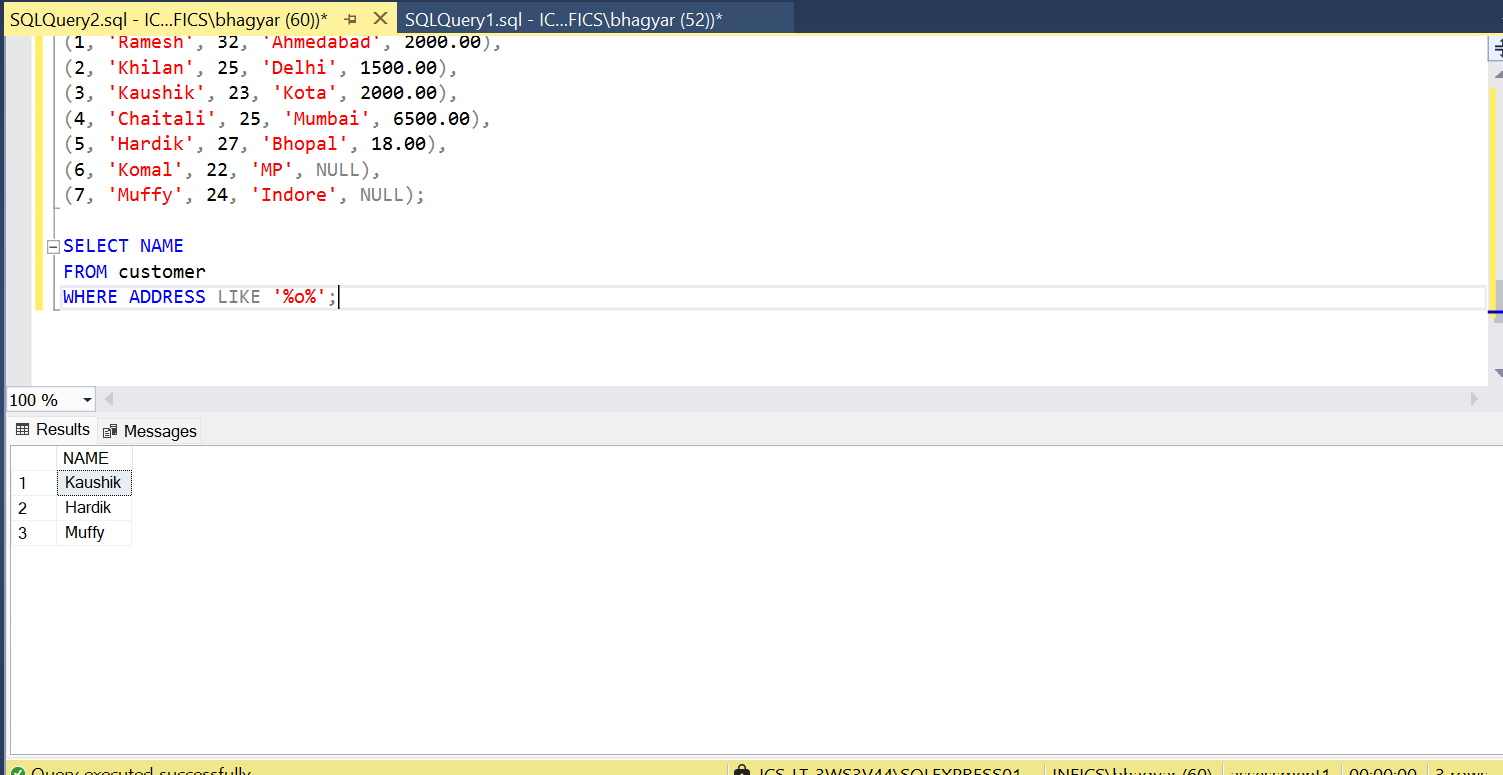 SQLQuery2.sql - IC...FICS\bhagyar (60))* SQLQuery1.sql - IC...FICS\bhagyar (52))*
(1, 'Ramesh', 32, 'Ahmedabad', 2000.00),
(2, 'Khilan', 25, 'Delhi', 1500.00),
(3, 'Kaushik', 23, 'Kota', 2000.00),
(4, 'Chaitali', 25, 'Mumbai', 6500.00),
(5, 'Hardik', 27, 'Bhopal', 18.00),
(6, 'Komal', 22, 'MP', NULL),
(7, 'Muffy', 24, 'Indore', NULL);
SELECT NAME
FROM customer
WHERE ADDRESS LIKE '%o%';
100 %
Results Messages
NAME
1 Kaushik
2 Hardik
3 Muffy
Query executed successfully ICS-LT-3WS3V44\SQLEXPRESS01 INFICS\bhagyar (60) assessment1 00:00:00 3 rows